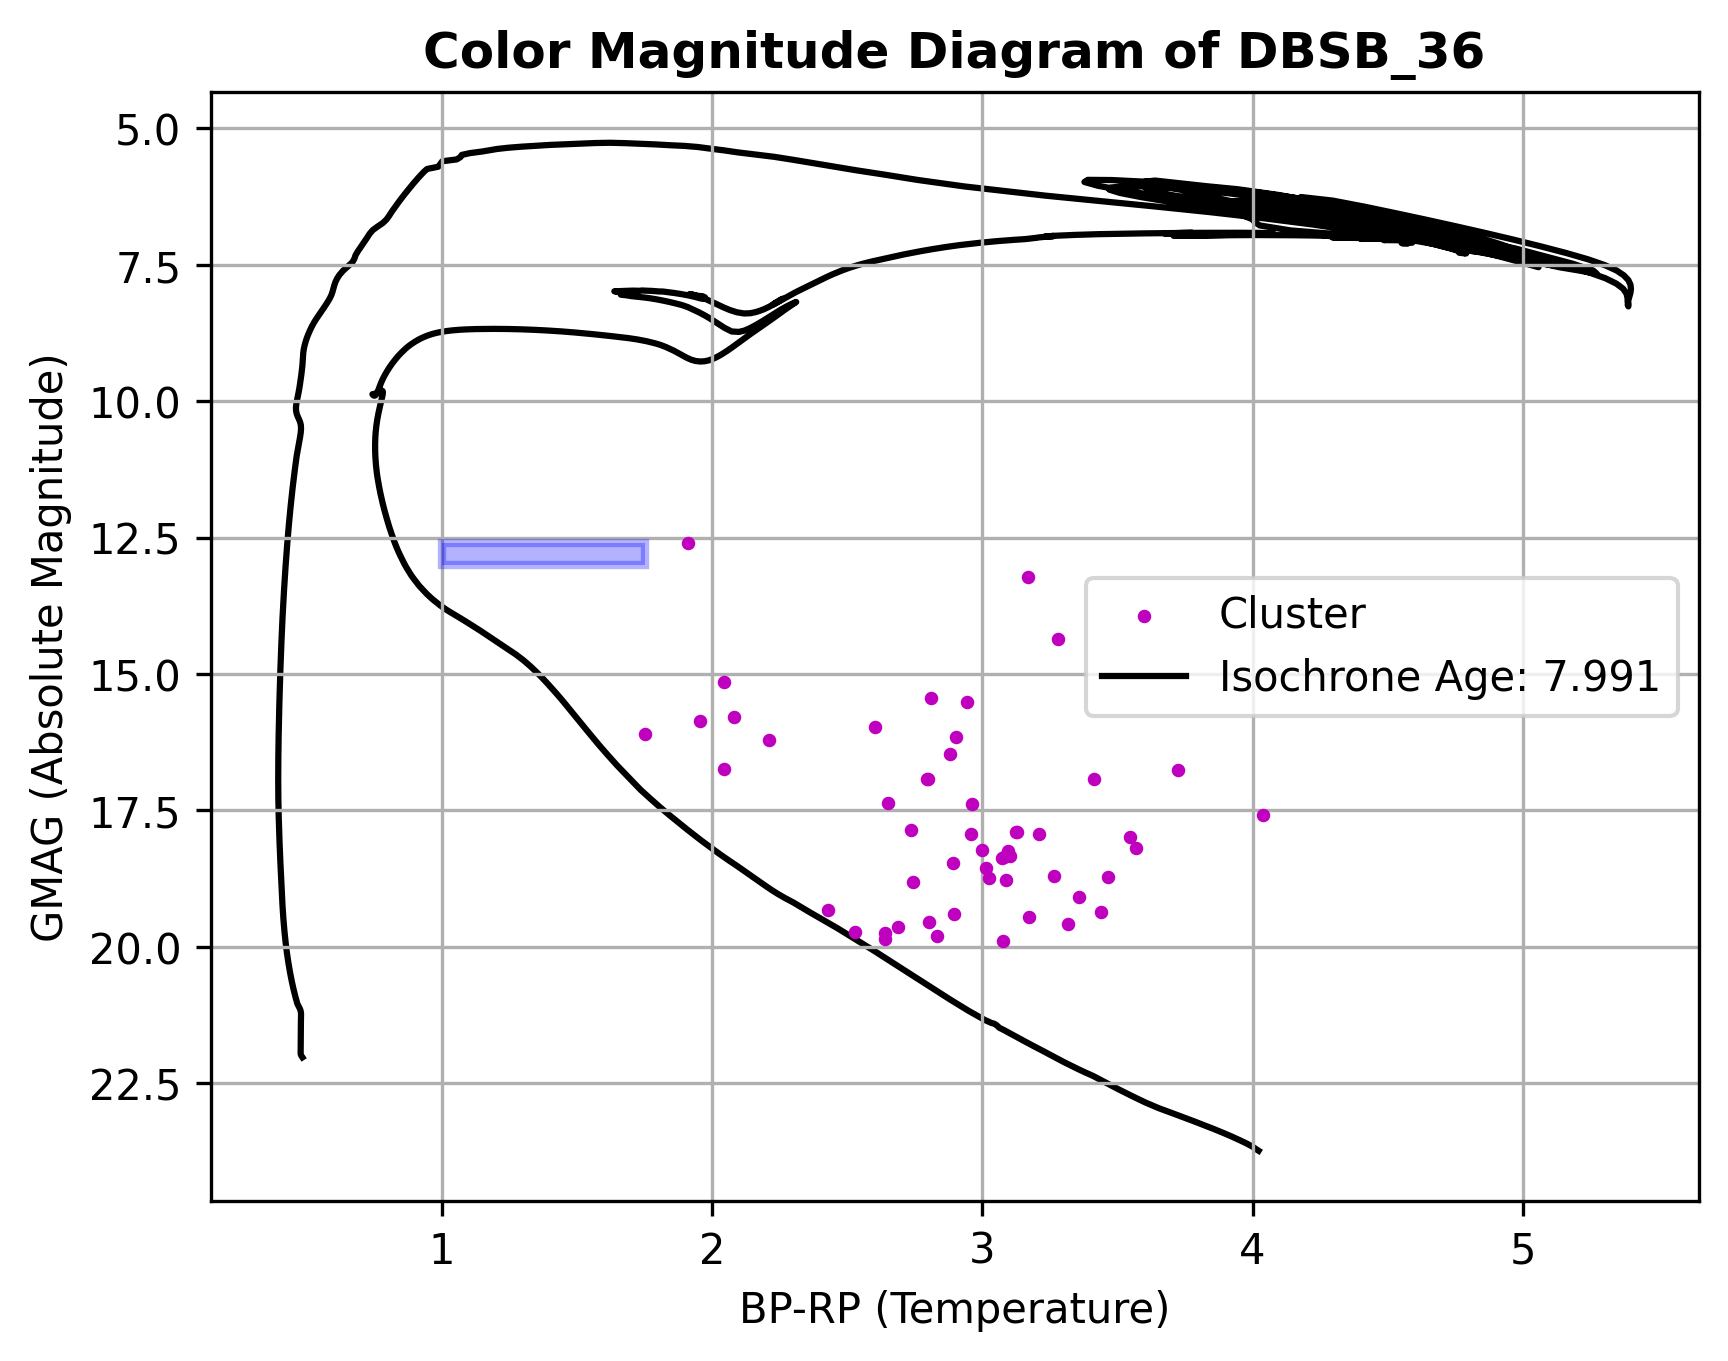 Color Magnitude Diagram of DBSB_36
GMAG (Absolute Magnitude)
5.0
7.5
10.0
12.5
15.0
17.5
20.0
22.5
Cluster
Isochrone Age: 7.991
1 2 3 4 5
BP-RP (Temperature)